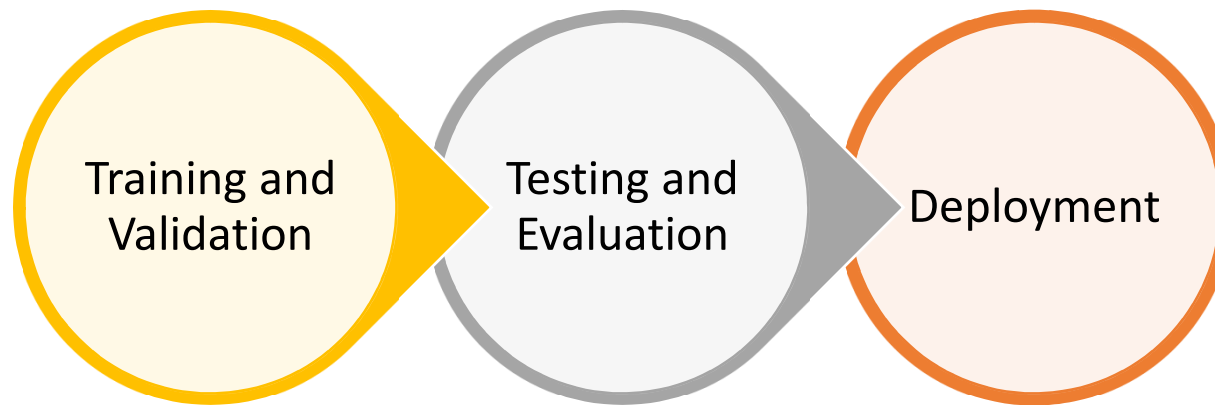 Training and
Validation
Testing and
Evaluation
Deployment